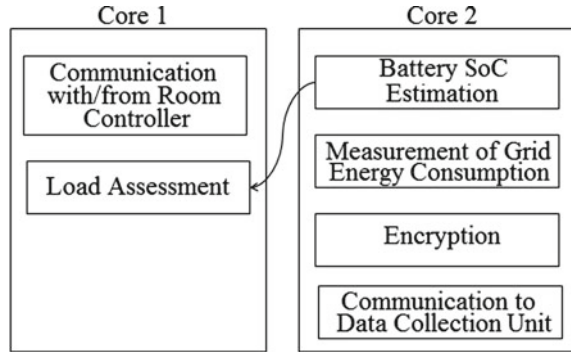 Core 1
Communication
with/from Room
Controller
Load Assessment
Core 2
Battery SoC
Estimation
Measurement of Grid
Energy Consumption
Encryption
Communication to
Data Collection Unit